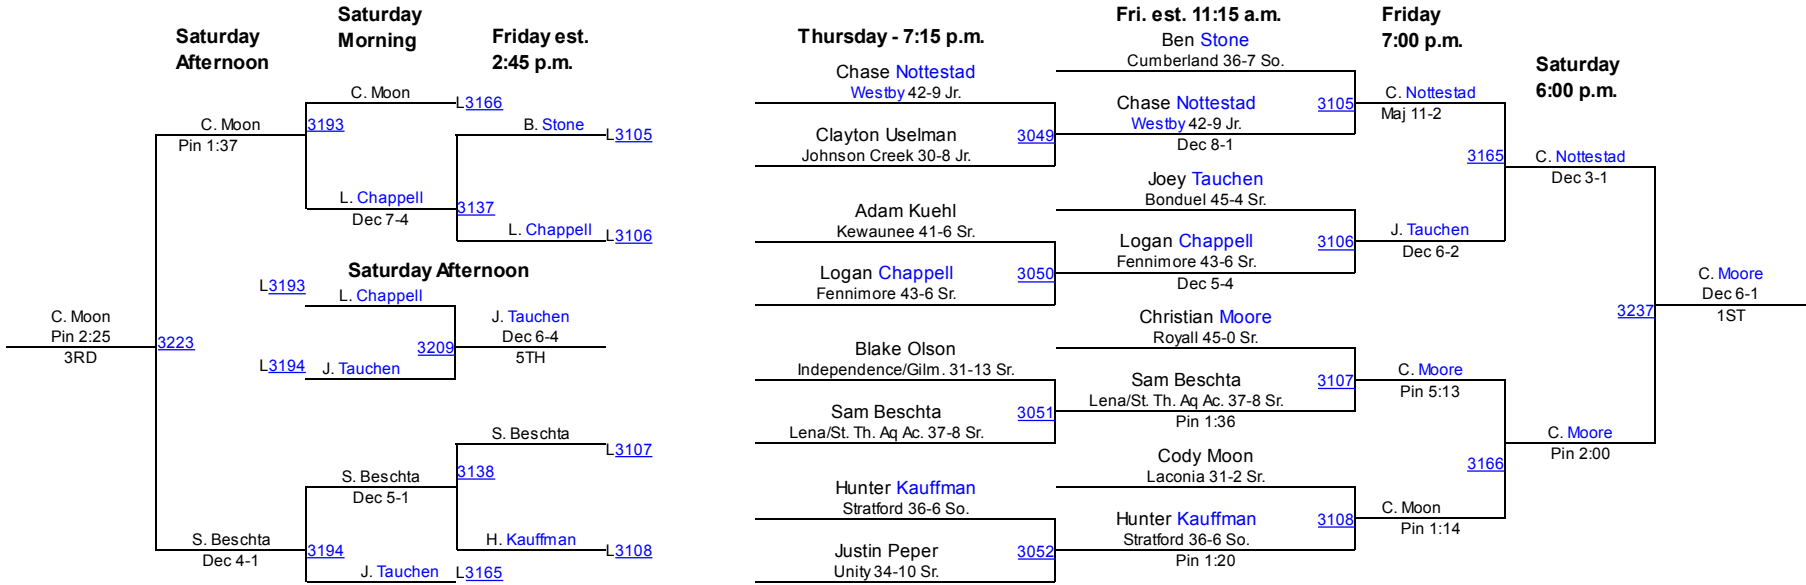 Saturday
Afternoon
Saturday
Morning
Friday est.
2:45 p.m.
C. Moon
L3166
C. Moon
3193
Pin 1:37
B. Stone
L3105
L. Chappell
Dec 7-4
3137
L. Chappell
L3106
Saturday Afternoon
L3193
L. Chappell
C. Moon
Pin 2:25
3RD
3223
J. Tauchen
Dec 6-4
5TH
3209
L3194
J. Tauchen
S. Beschta
L3107
S. Beschta
Dec 5-1
3138
S. Beschta
Dec 4-1
3194
H. Kauffman
L3108
J. Tauchen
L3165
Thursday - 7:15 p.m.
Fri. est. 11:15 a.m.
Friday
7:00 p.m.
Saturday
6:00 p.m.
Chase Nottestad
Westby 42-9 Jr.
Clayton Uselman
Johnson Creek 30-8 Jr.
3049
Adam Kuehl
Kewaunee 41-6 Sr.
Logan Chappell
Fennimore 43-6 Sr.
3050
Blake Olson
Independence/Gilm. 31-13 Sr.
Sam Beschta
Lena/St. Th. Aq Ac. 37-8 Sr.
3051
Hunter Kauffman
Stratford 36-6 So.
Justin Peper
Unity 34-10 Sr.
3052
Ben Stone
Cumberland 36-7 So.
Chase Nottestad
Westby 42-9 Jr.
Dec 8-1
3105
Joey Tauchen
Bonduel 45-4 Sr.
Logan Chappell
Fennimore 43-6 Sr.
Dec 5-4
3106
Christian Moore
Royall 45-0 Sr.
Sam Beschta
Lena/St. Th. Aq Ac. 37-8 Sr.
Pin 1:36
3107
Cody Moon
Laconia 31-2 Sr.
Hunter Kauffman
Stratford 36-6 So.
Pin 1:20
3108
C. Nottestad
Maj 11-2
3165
J. Tauchen
Dec 6-2
C. Moore
Pin 5:13
3166
C. Moon
Pin 1:14
C. Nottestad
Dec 3-1
C. Moore
Pin 2:00
3237
C. Moore
Dec 6-1
1ST